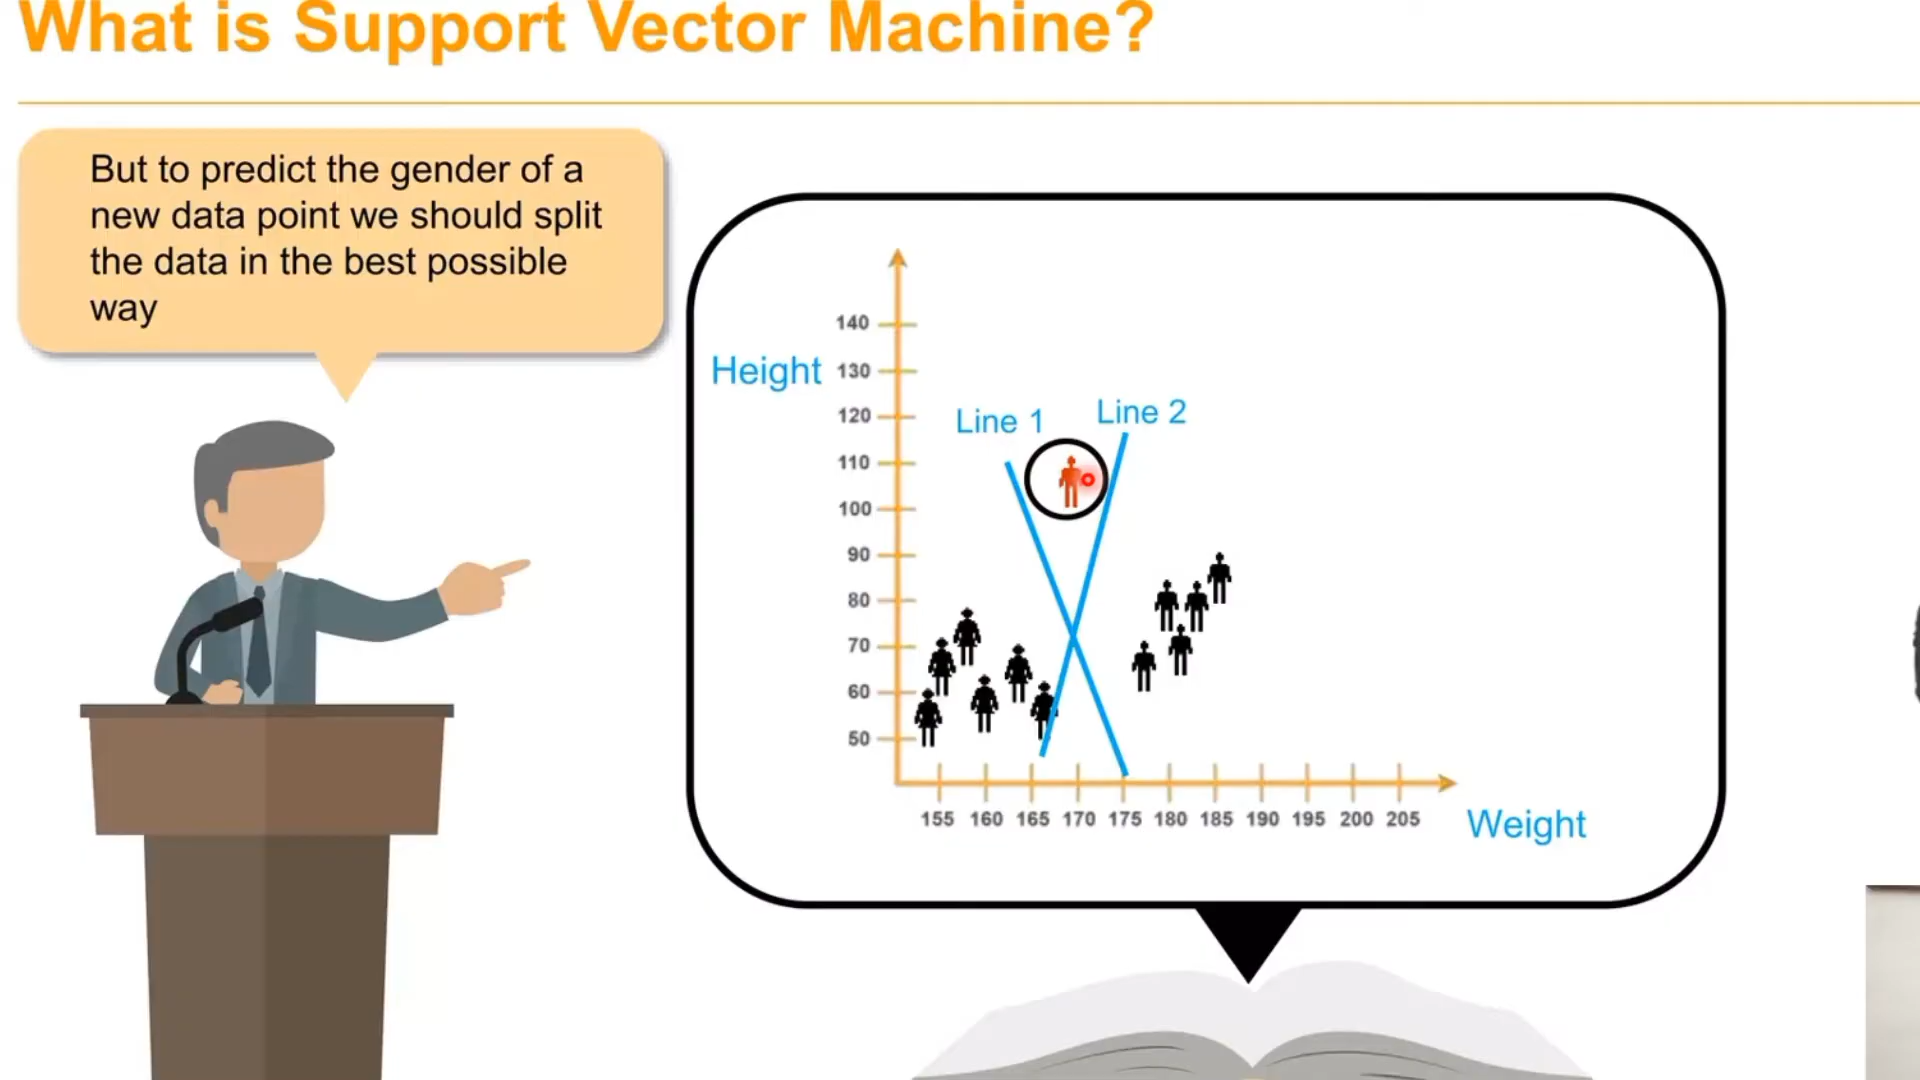 What is Support Vector Machine?
But to predict the gender of a
new data point we should split
the data in the best possible
way
140
Height 130
120
Line 1
Line 2
110
100
90
80
70
60
50
155 160 165 170 175 180 185 190 195 200 205
Weight